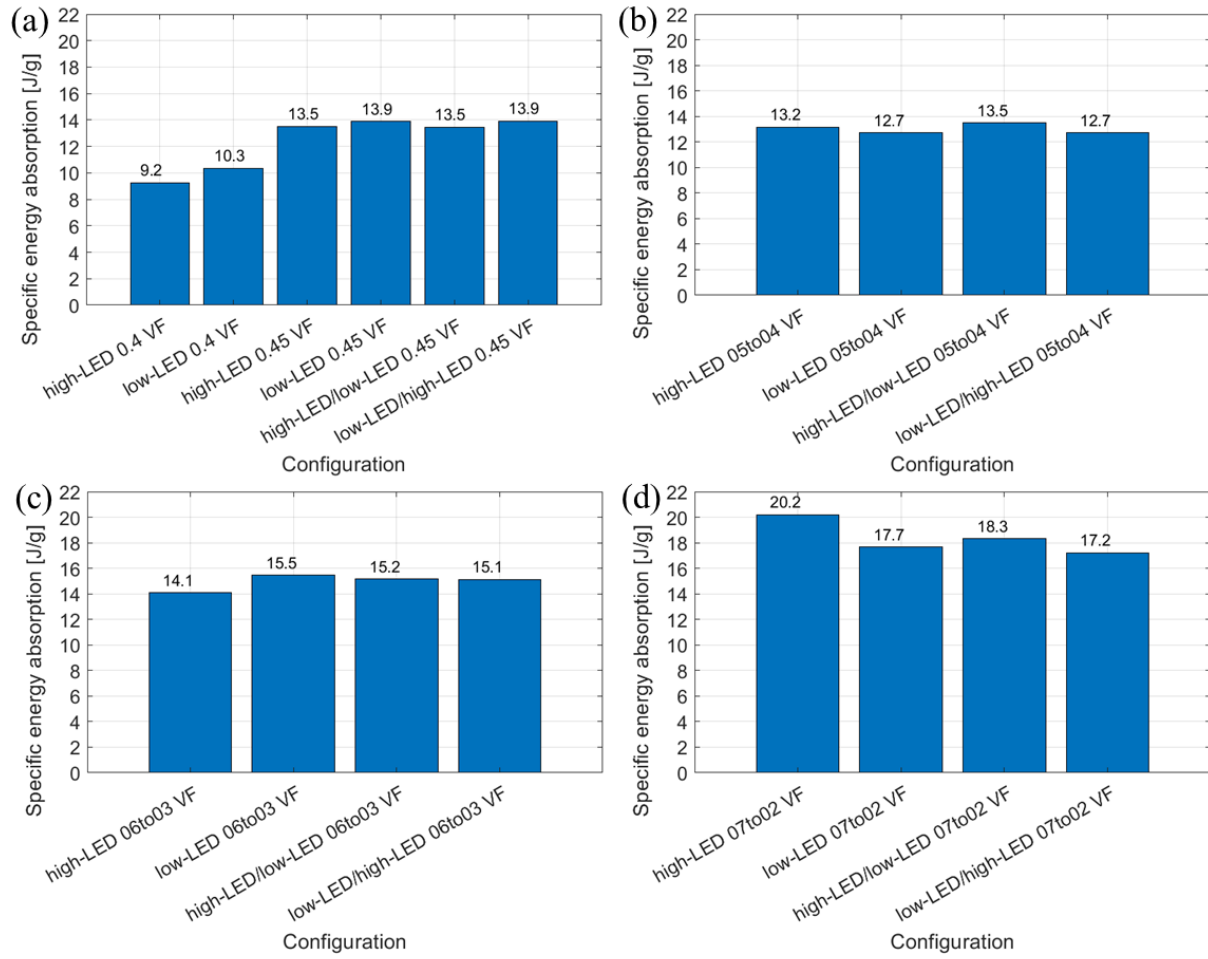 (a)
Specific energy absorption [J/g]
22
20
18
16
14
12
10
8
6
4
2
0
9.2
10.3
13.5
13.9
13.5
13.9
high-LED 0.4 VF
low-LED 0.4 VF
high-LED 0.45 VF
low-LED 0.45 VF
high-LED/low-LED 0.45 VF
low-LED/high-LED 0.45 VF
Configuration
(b)
Specific energy absorption [J/g]
22
20
18
16
14
12
10
8
6
4
2
0
13.2
12.7
13.5
12.7
high-LED 05to04 VF
low-LED 05to04 VF
high-LED/low-LED 05to04 VF
low-LED/high-LED 05to04 VF
Configuration
(c)
Specific energy absorption [J/g]
22
20
18
16
14
12
10
8
6
4
2
0
14.1
15.5
15.2
15.1
high-LED 06to03 VF
low-LED 06to03 VF
high-LED/low-LED 06to03 VF
low-LED/high-LED 06to03 VF
Configuration
(d)
Specific energy absorption [J/g]
22
20
18
16
14
12
10
8
6
4
2
0
20.2
17.7
18.3
17.2
high-LED 07to02 VF
low-LED 07to02 VF
high-LED/low-LED 07to02 VF
low-LED/high-LED 07to02 VF
Configuration